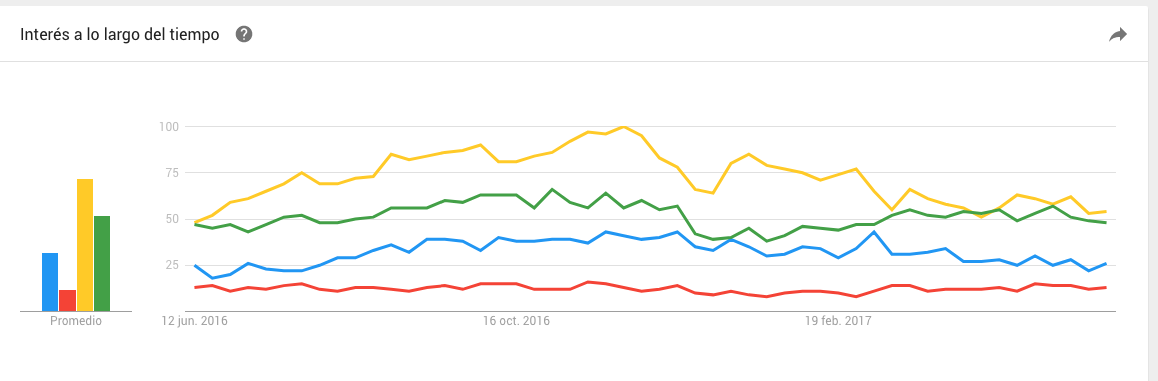 Interés a lo largo del tiempo ?
100
75
50
25
Promedio
12 jun. 2016 16 oct. 2016 19 feb. 2017